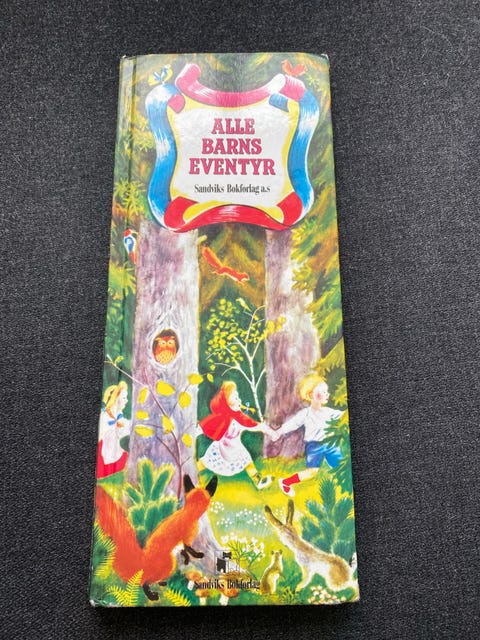 ALLE
BARNS
EVENTYR
Sandviks Bokforlag a.s
Sandviks Bokforlag